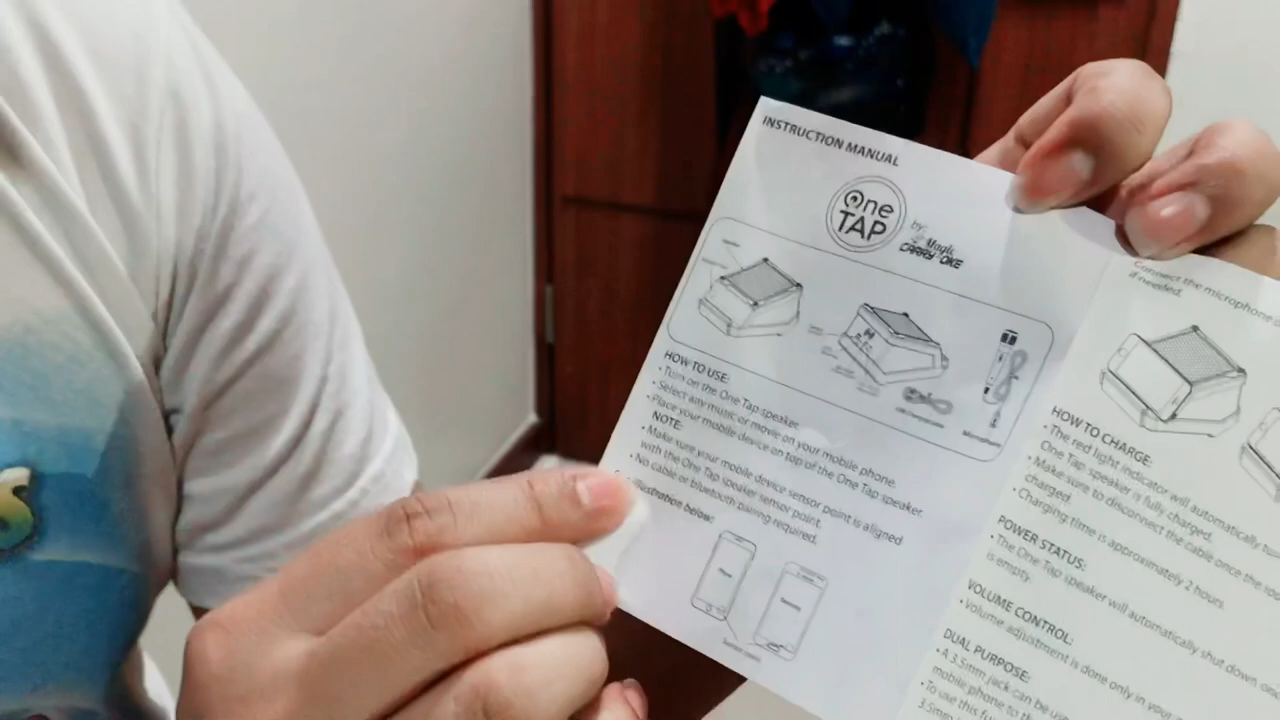 INSTRUCTION MANUAL
One
TAP
by:
Magic
CARRY OKE
Microphone
HOW TO USE:
• Turn on the One Tap speaker.
• Select any music or movie on your mobile phone.
• Place your mobile device on top of the One Tap speaker.
NOTE:
• Make sure your mobile device sensor point is aligned
with the One Tap speaker sensor point.
• No cable or bluetooth pairing required.
illustration below:
iPhone
Connect the microphone
if needed.
HOW TO CHARGE:
• The red light indicator will automatically
One Tap speaker is fully charged.
• Make sure to disconnect the cable once the
charged.
• Charging time is approximately 2 hours.
POWER STATUS:
• The One Tap speaker will automatically shut down
is empty.
VOLUME CONTROL:
• Volume adjustment is done only in your
DUAL PURPOSE:
• A 3.5mm jack can be use
mobile phone to th
• To use this fu
3.5mm
S